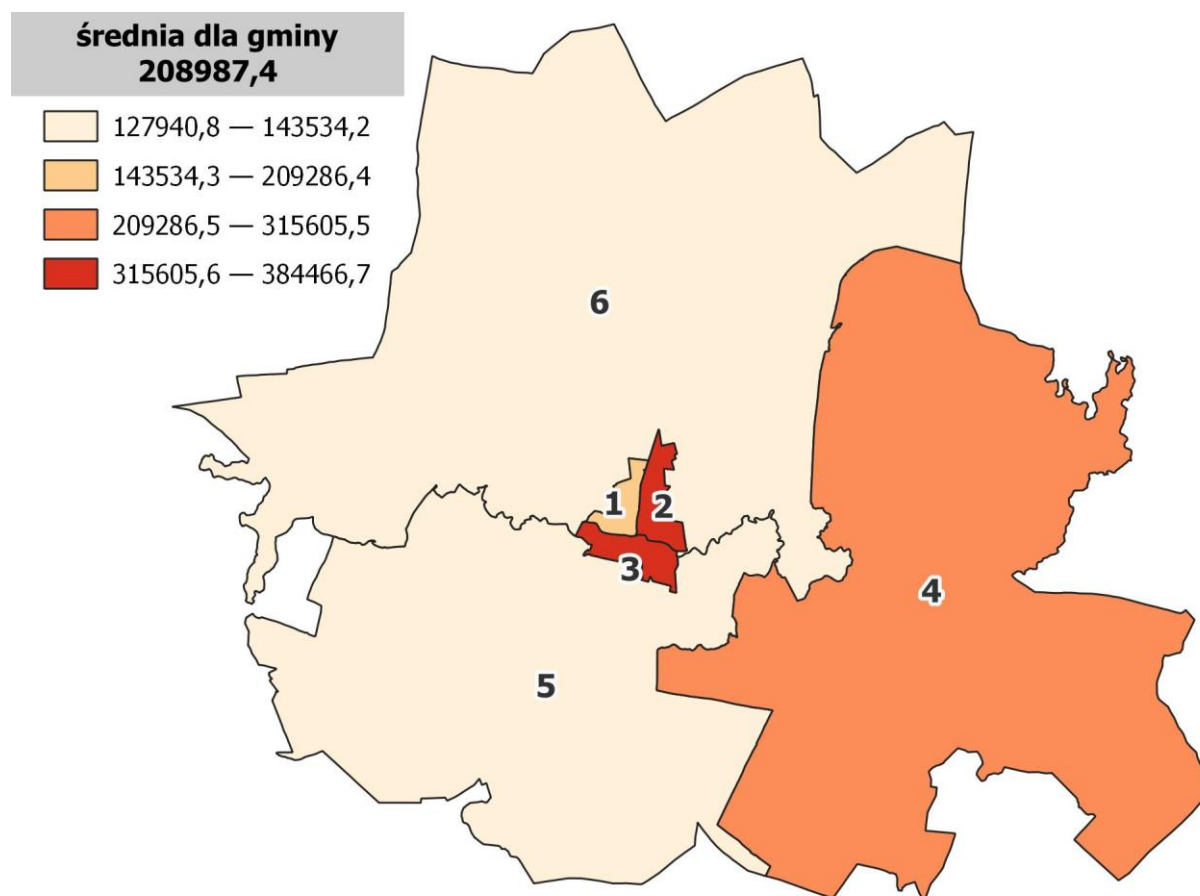 średnia dla gminy
208987,4
127940,8 — 143534,2
143534,3 — 209286,4
209286,5 — 315605,5
315605,6 — 384466,7
6
1
2
3
4
5